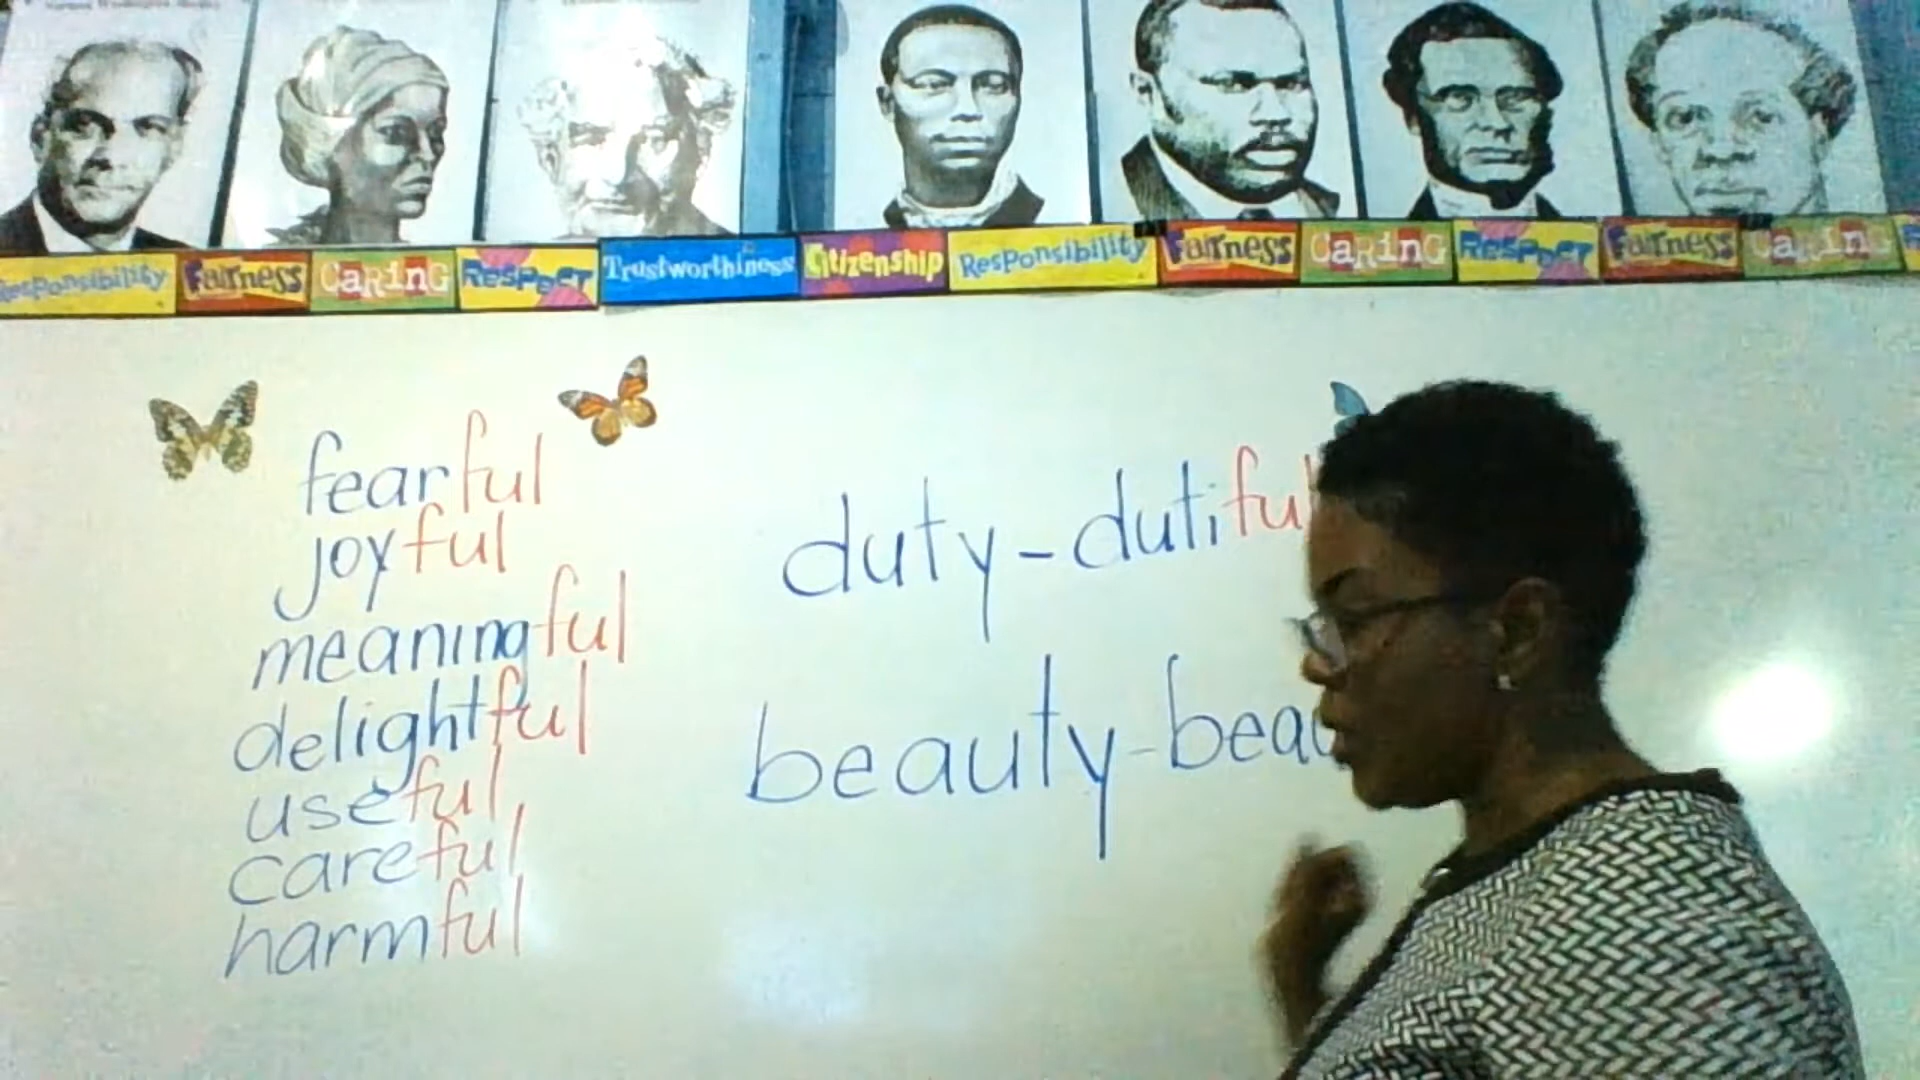 Responsibility Fairness CaRinG Respect Trustworthiness Citizenship Responsibility Fairness CaRinG Respect Fairness CaRinG
fearful
joyful
meaningful
delightful
useful
careful
harmful
duty - dutiful
beauty - beau